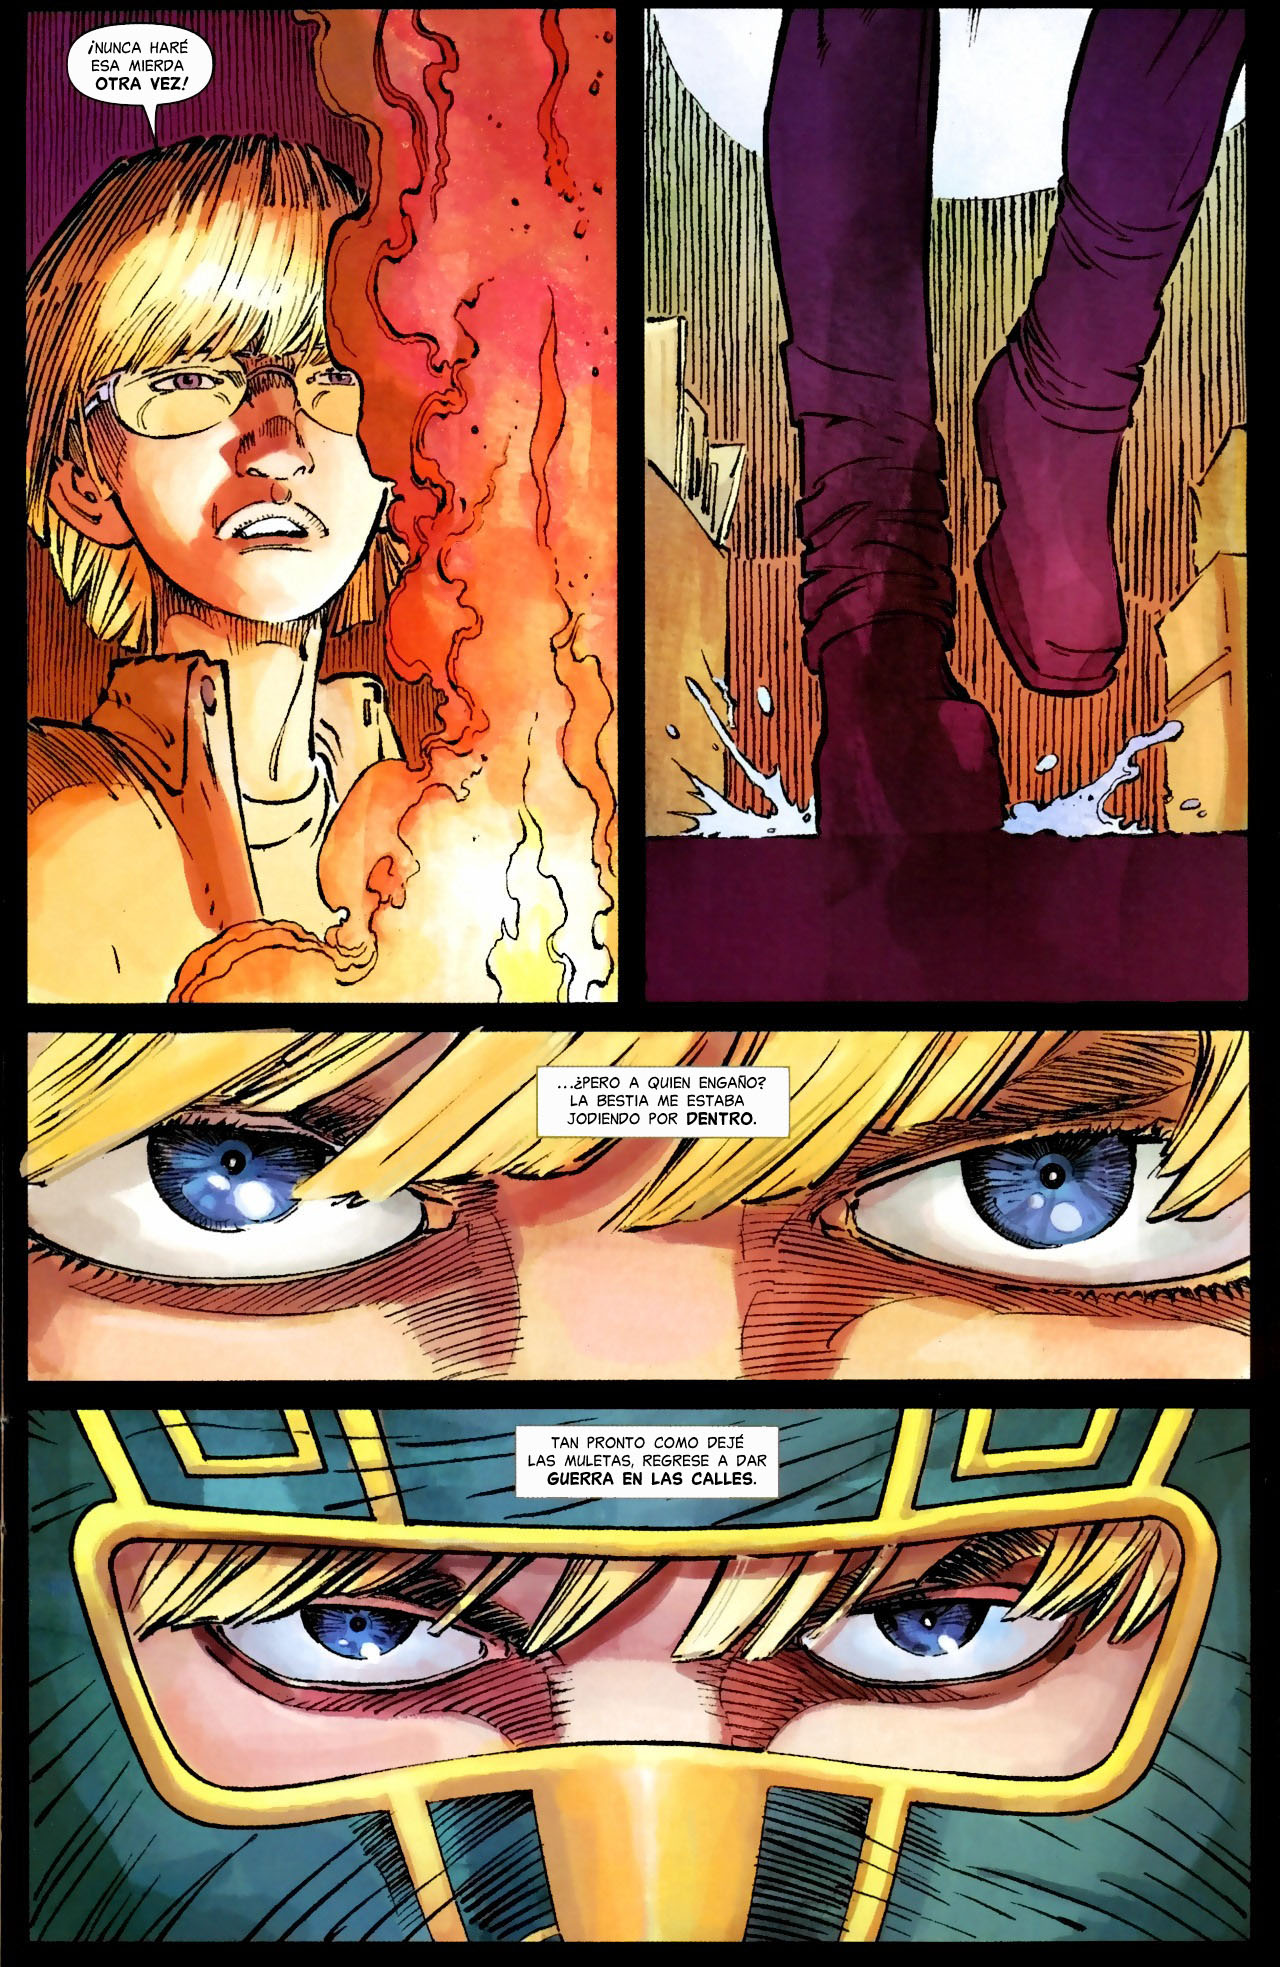 ¡NUNCA HARÉ
ESA MIERDA
OTRA VEZ!
...¿PERO A QUIEN ENGAÑO?
LA BESTIA ME ESTABA
JODIENDO POR DENTRO.
TAN PRONTO COMO DEJÉ
LAS MULETAS, REGRESE A DAR
GUERRA EN LAS CALLES.